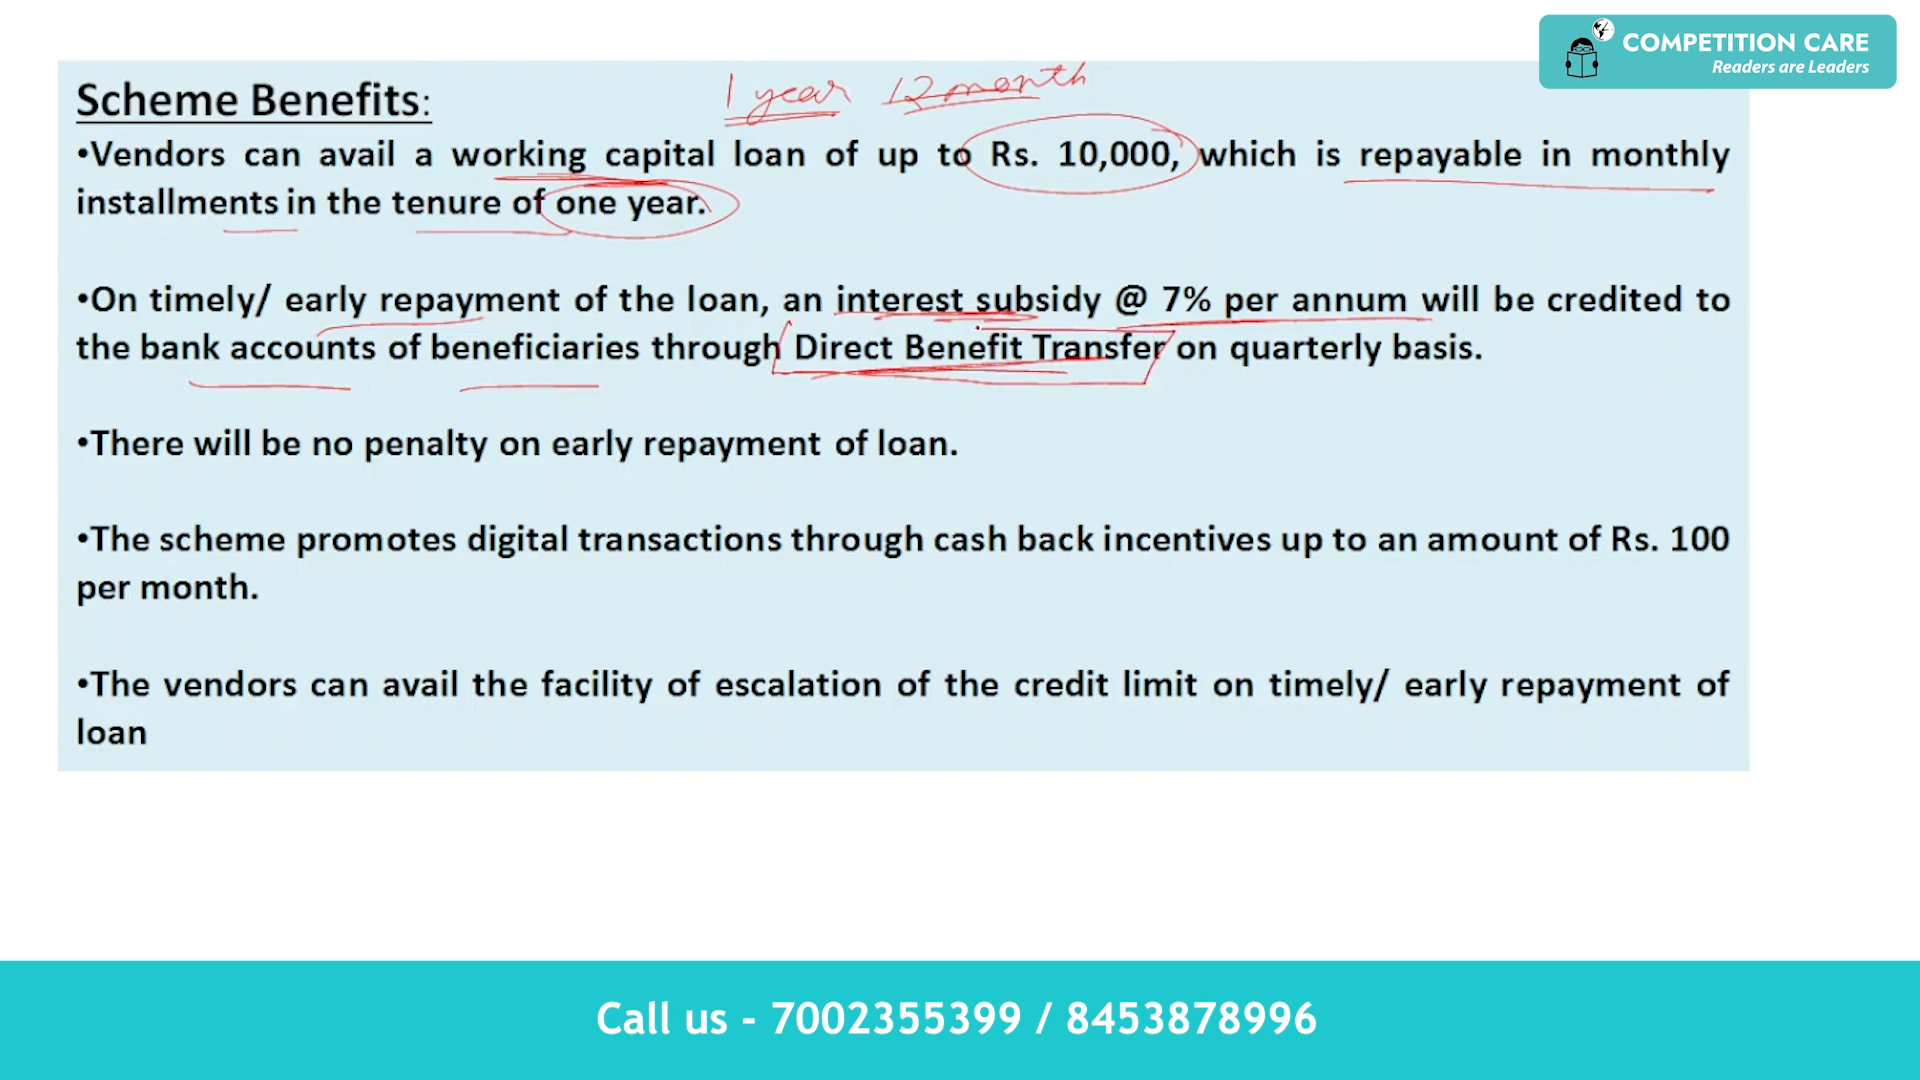 COMPETITION CARE
Readers are Leaders
1 year 12 month
Scheme Benefits:
•Vendors can avail a working capital loan of up to Rs. 10,000, which is repayable in monthly
installments in the tenure of one year.
•On timely/ early repayment of the loan, an interest subsidy @ 7% per annum will be credited to
the bank accounts of beneficiaries through Direct Benefit Transfer on quarterly basis.
•There will be no penalty on early repayment of loan.
•The scheme promotes digital transactions through cash back incentives up to an amount of Rs. 100
per month.
•The vendors can avail the facility of escalation of the credit limit on timely/ early repayment of
loan
Call us - 7002355399 / 8453878996